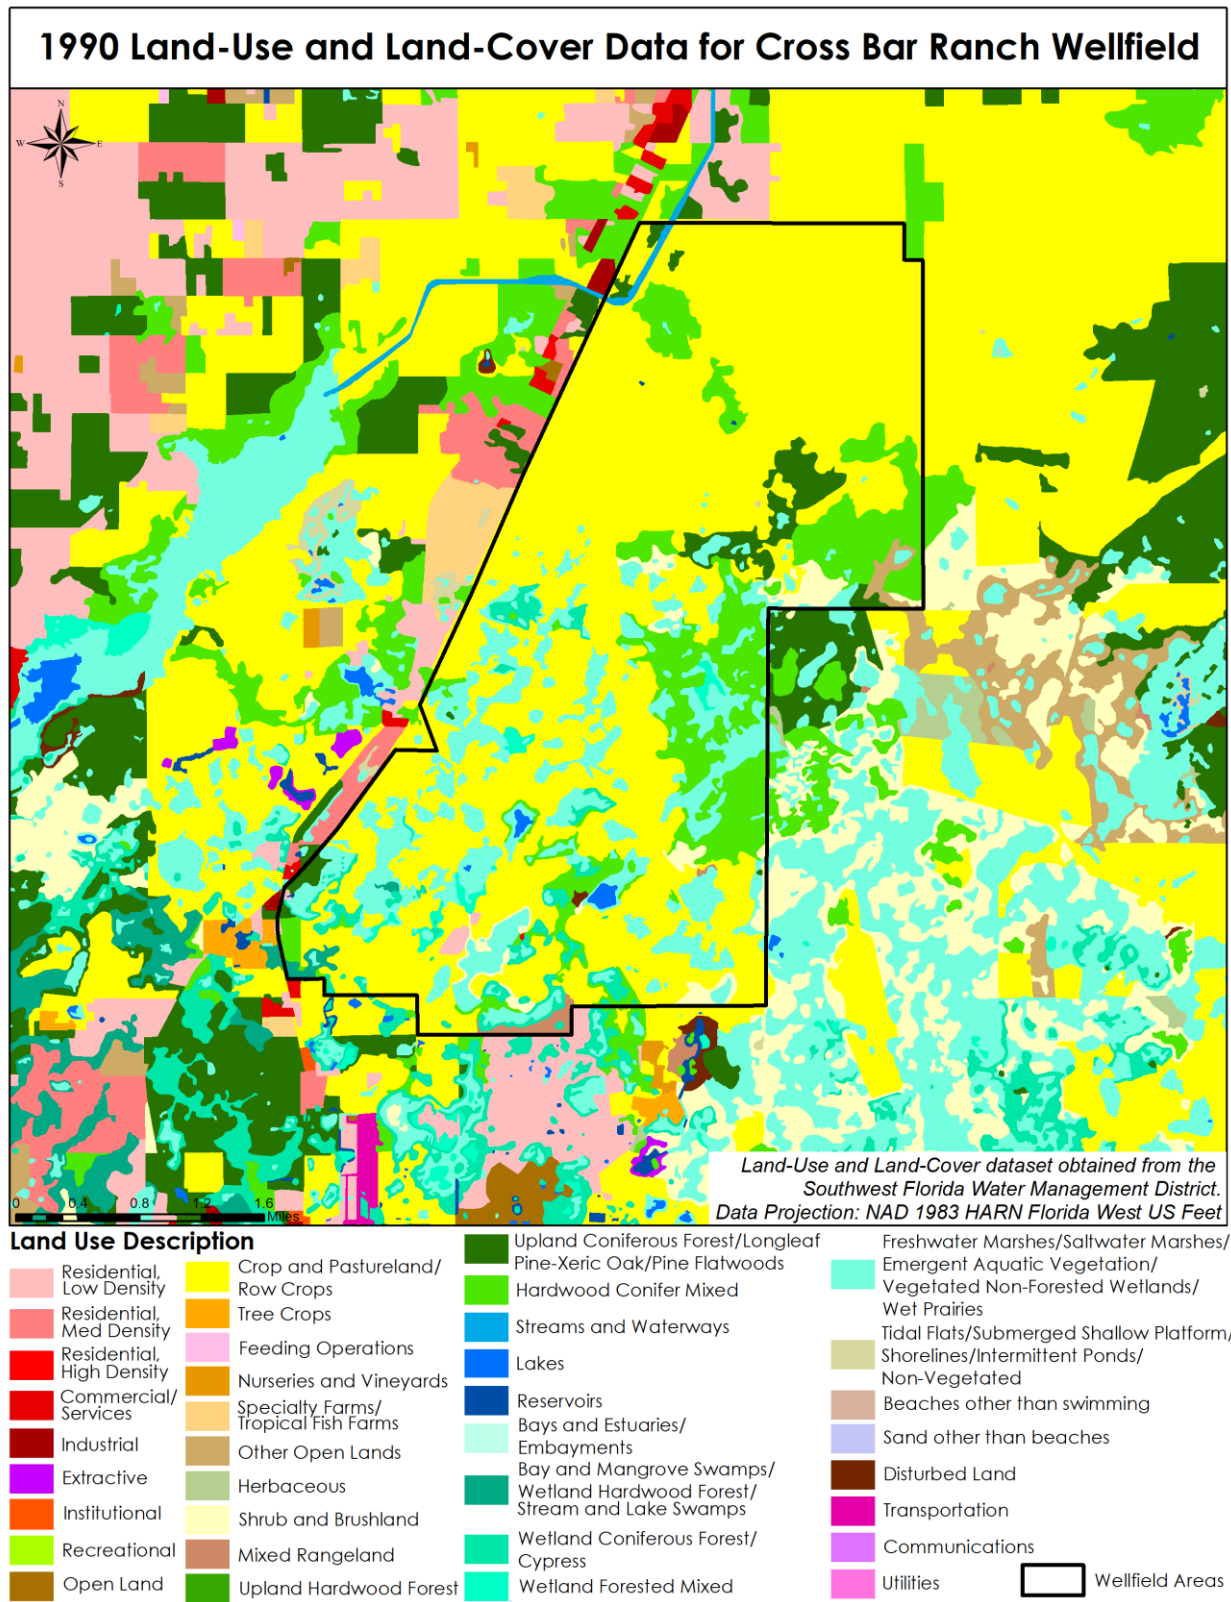 1990 Land-Use and Land-Cover Data for Cross Bar Ranch Wellfield
N
W
E
S
Land-Use and Land-Cover dataset obtained from the
Southwest Florida Water Management District.
Data Projection: NAD 1983 HARN Florida West US Feet
0 0.4 0.8 1.2 1.6
Miles
Land Use Description
Residential,
Low Density
Residential,
Med Density
Residential,
High Density
Commercial/
Services
Industrial
Extractive
Institutional
Recreational
Open Land
Crop and Pastureland/
Row Crops
Tree Crops
Feeding Operations
Nurseries and Vineyards
Specialty Farms/
Tropical Fish Farms
Other Open Lands
Herbaceous
Shrub and Brushland
Mixed Rangeland
Upland Hardwood Forest
Upland Coniferous Forest/Longleaf
Pine-Xeric Oak/Pine Flatwoods
Hardwood Conifer Mixed
Streams and Waterways
Lakes
Reservoirs
Bays and Estuaries/
Embayments
Bay and Mangrove Swamps/
Wetland Hardwood Forest/
Stream and Lake Swamps
Wetland Coniferous Forest/
Cypress
Wetland Forested Mixed
Freshwater Marshes/Saltwater Marshes/
Emergent Aquatic Vegetation/
Vegetated Non-Forested Wetlands/
Wet Prairies
Tidal Flats/Submerged Shallow Platform/
Shorelines/Intermittent Ponds/
Non-Vegetated
Beaches other than swimming
Sand other than beaches
Disturbed Land
Transportation
Communications
Utilities
Wellfield Areas